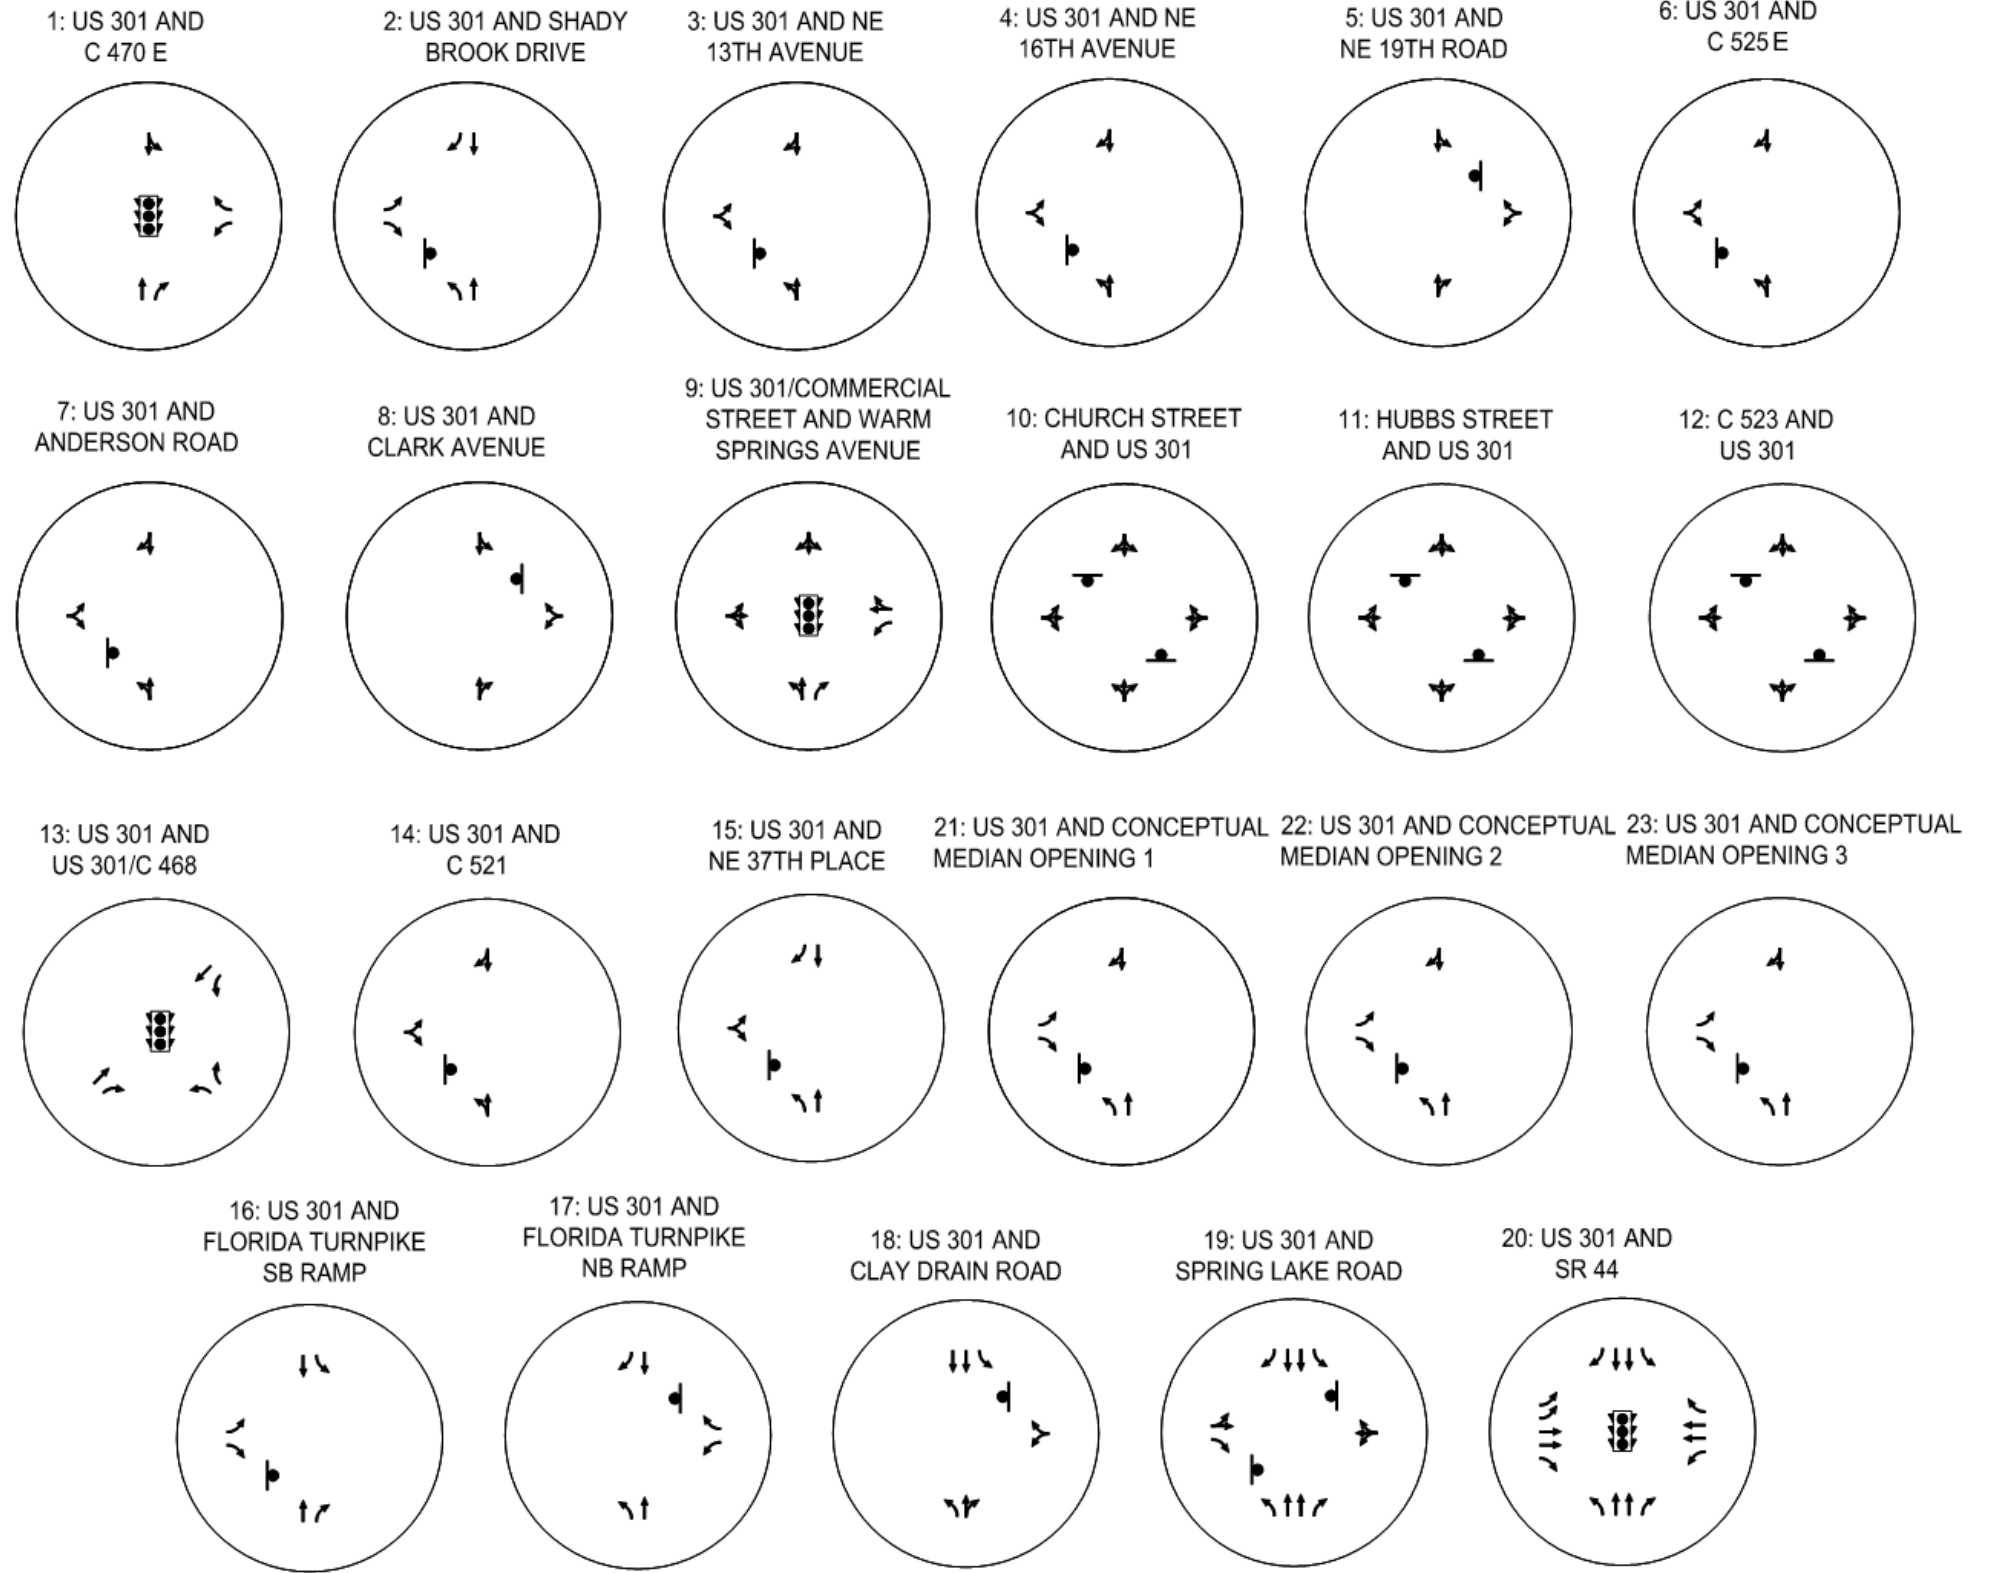 1: US 301 AND
C 470 E
2: US 301 AND SHADY
BROOK DRIVE
3: US 301 AND NE
13TH AVENUE
4: US 301 AND NE
16TH AVENUE
5: US 301 AND
NE 19TH ROAD
6: US 301 AND
C 525 E
7: US 301 AND
ANDERSON ROAD
8: US 301 AND
CLARK AVENUE
9: US 301/COMMERCIAL
STREET AND WARM
SPRINGS AVENUE
10: CHURCH STREET
AND US 301
11: HUBBS STREET
AND US 301
12: C 523 AND
US 301
13: US 301 AND
US 301/C 468
14: US 301 AND
C 521
15: US 301 AND
NE 37TH PLACE
21: US 301 AND CONCEPTUAL
MEDIAN OPENING 1
22: US 301 AND CONCEPTUAL
MEDIAN OPENING 2
23: US 301 AND CONCEPTUAL
MEDIAN OPENING 3
16: US 301 AND
FLORIDA TURNPIKE
SB RAMP
17: US 301 AND
FLORIDA TURNPIKE
NB RAMP
18: US 301 AND
CLAY DRAIN ROAD
19: US 301 AND
SPRING LAKE ROAD
20: US 301 AND
SR 44